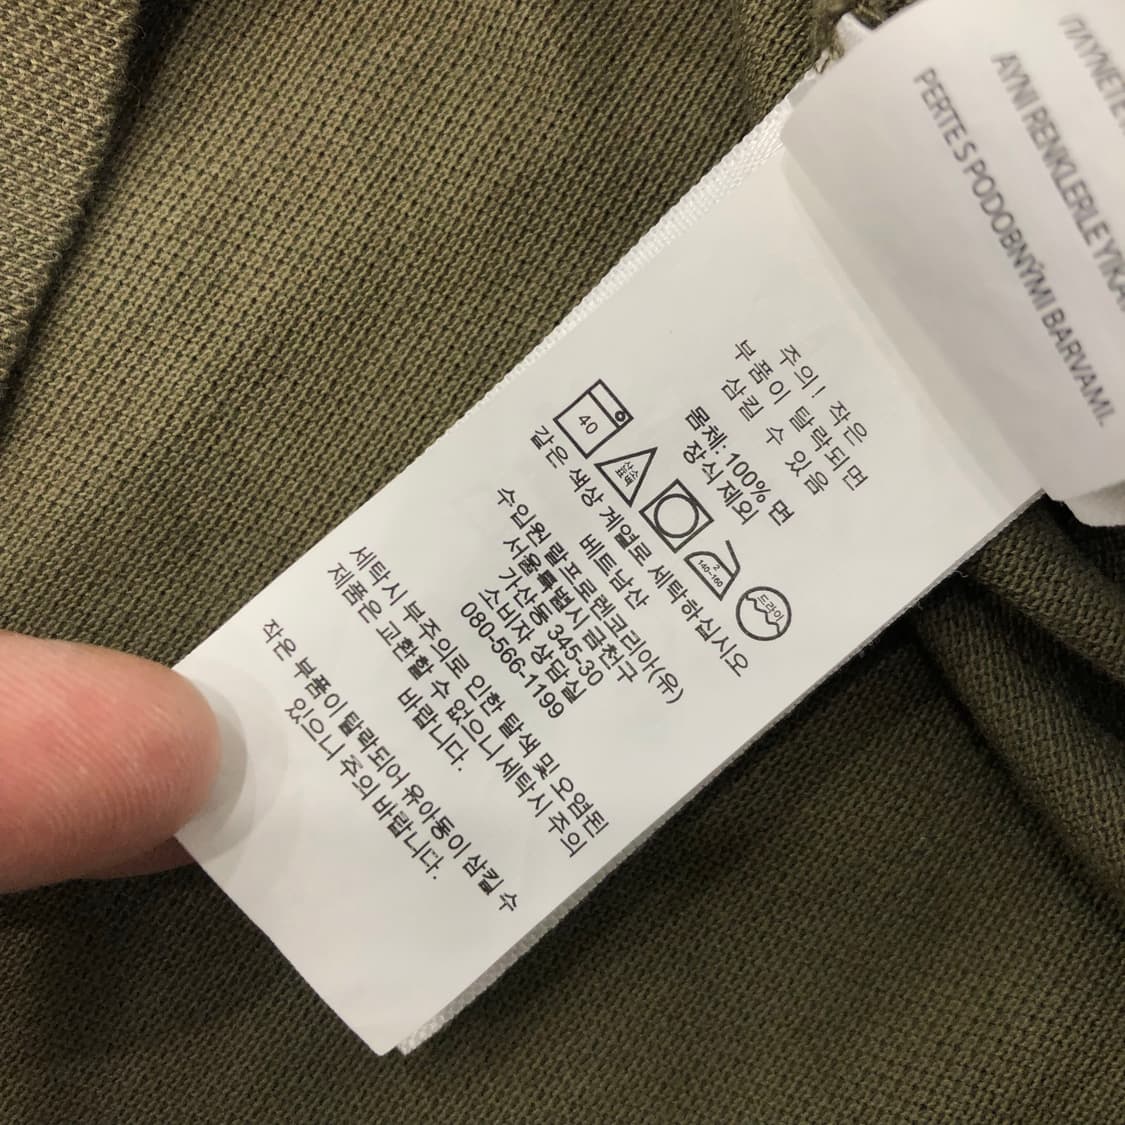 ΠΛΥΝΕΤΕ
AYNI RENKLERLE YIKA
PERTE S PODOBNÝMI BARVAMI.
주의! 작은
부품이 탈락되면
삼킬 수 있음
몸체: 100% 면
장식 제외
40
산소
표백
2
140~160
드라이
같은 색상 계열로 세탁하십시오
베트남산
수입원 랄프로렌코리아(유)
서울특별시 금천구
가산동 345-30
소비자 상담실
080-566-1199
세탁시 부주의로 인한 탈색 및 오염된
제품은 교환할 수 없으니 세탁시 주의
바랍니다.
작은 부품이 탈락되어 유아동이 삼킬 수
있으니 주의 바랍니다.